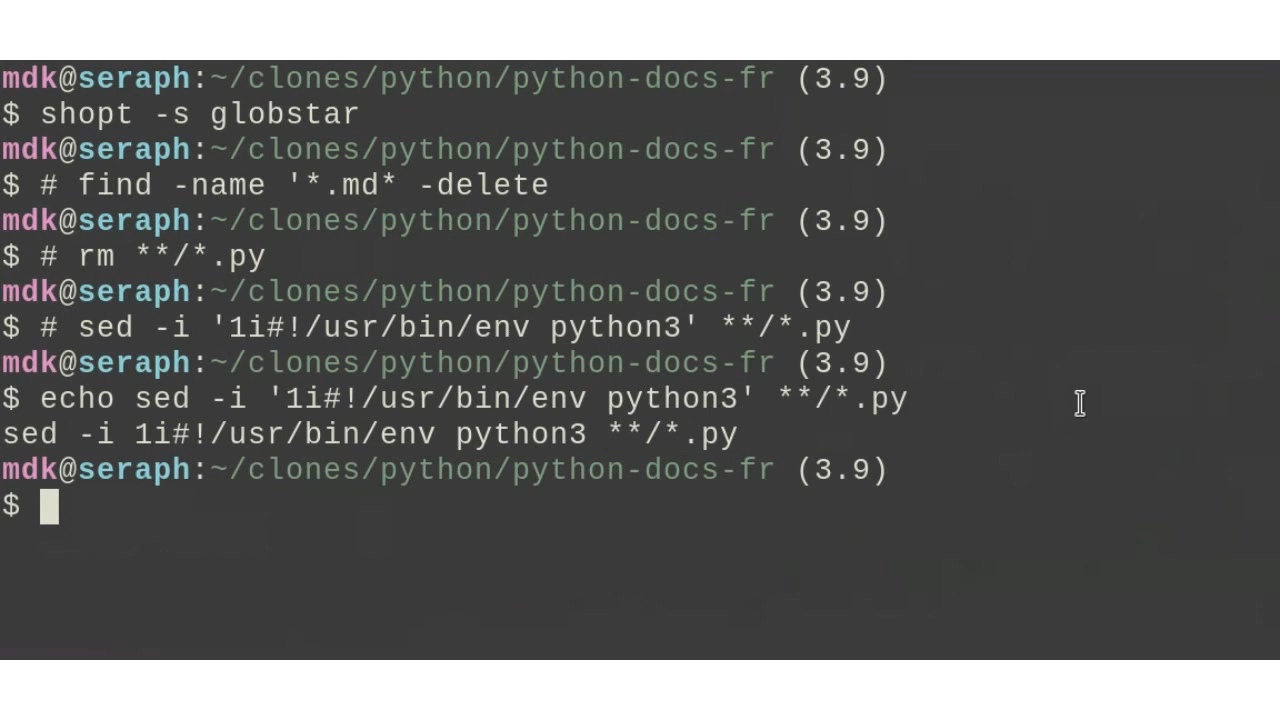 mdk@seraph:~/clones/python/python-docs-fr (3.9)
$ shopt -s globstar
mdk@seraph:~/clones/python/python-docs-fr (3.9)
$ # find -name '*.md* -delete
mdk@seraph:~/clones/python/python-docs-fr (3.9)
$ # rm **/*.py
mdk@seraph:~/clones/python/python-docs-fr (3.9)
$ # sed -i '1i#!/usr/bin/env python3' **/*.py
mdk@seraph:~/clones/python/python-docs-fr (3.9)
$ echo sed -i '1i#!/usr/bin/env python3' **/*.py
sed -i 1i#!/usr/bin/env python3 **/*.py
mdk@seraph:~/clones/python/python-docs-fr (3.9)
$